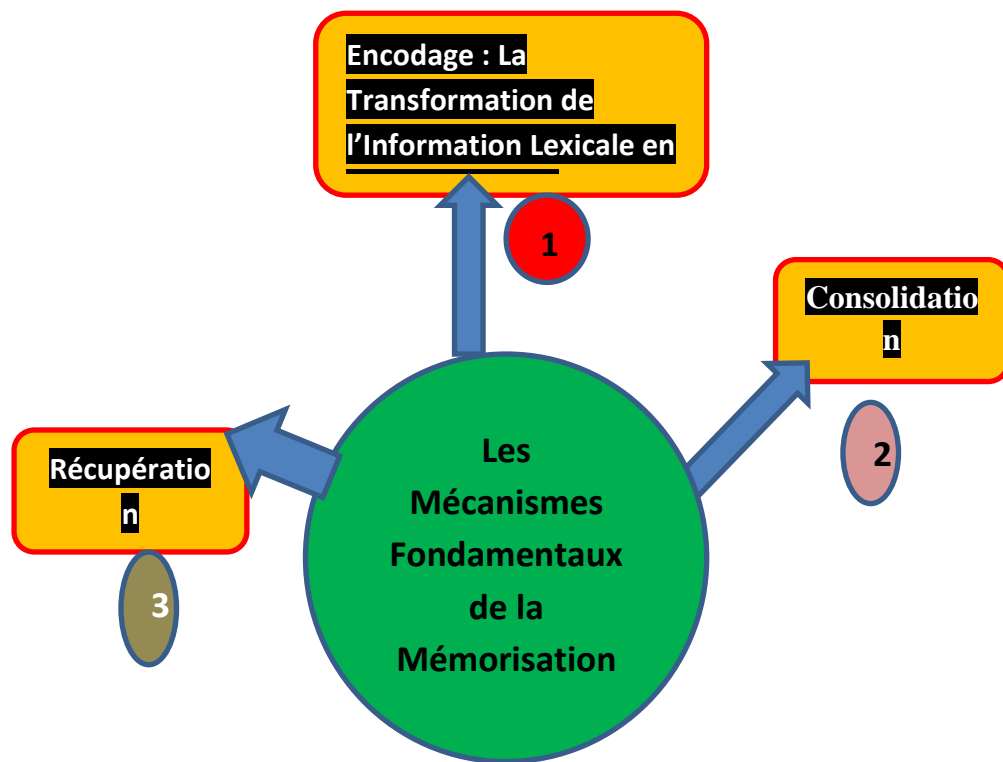 Encodage : La
Transformation de
l’Information Lexicale en
1
Consolidatio
n
2
Récupératio
n
3
Les
Mécanismes
Fondamentaux
de la
Mémorisation